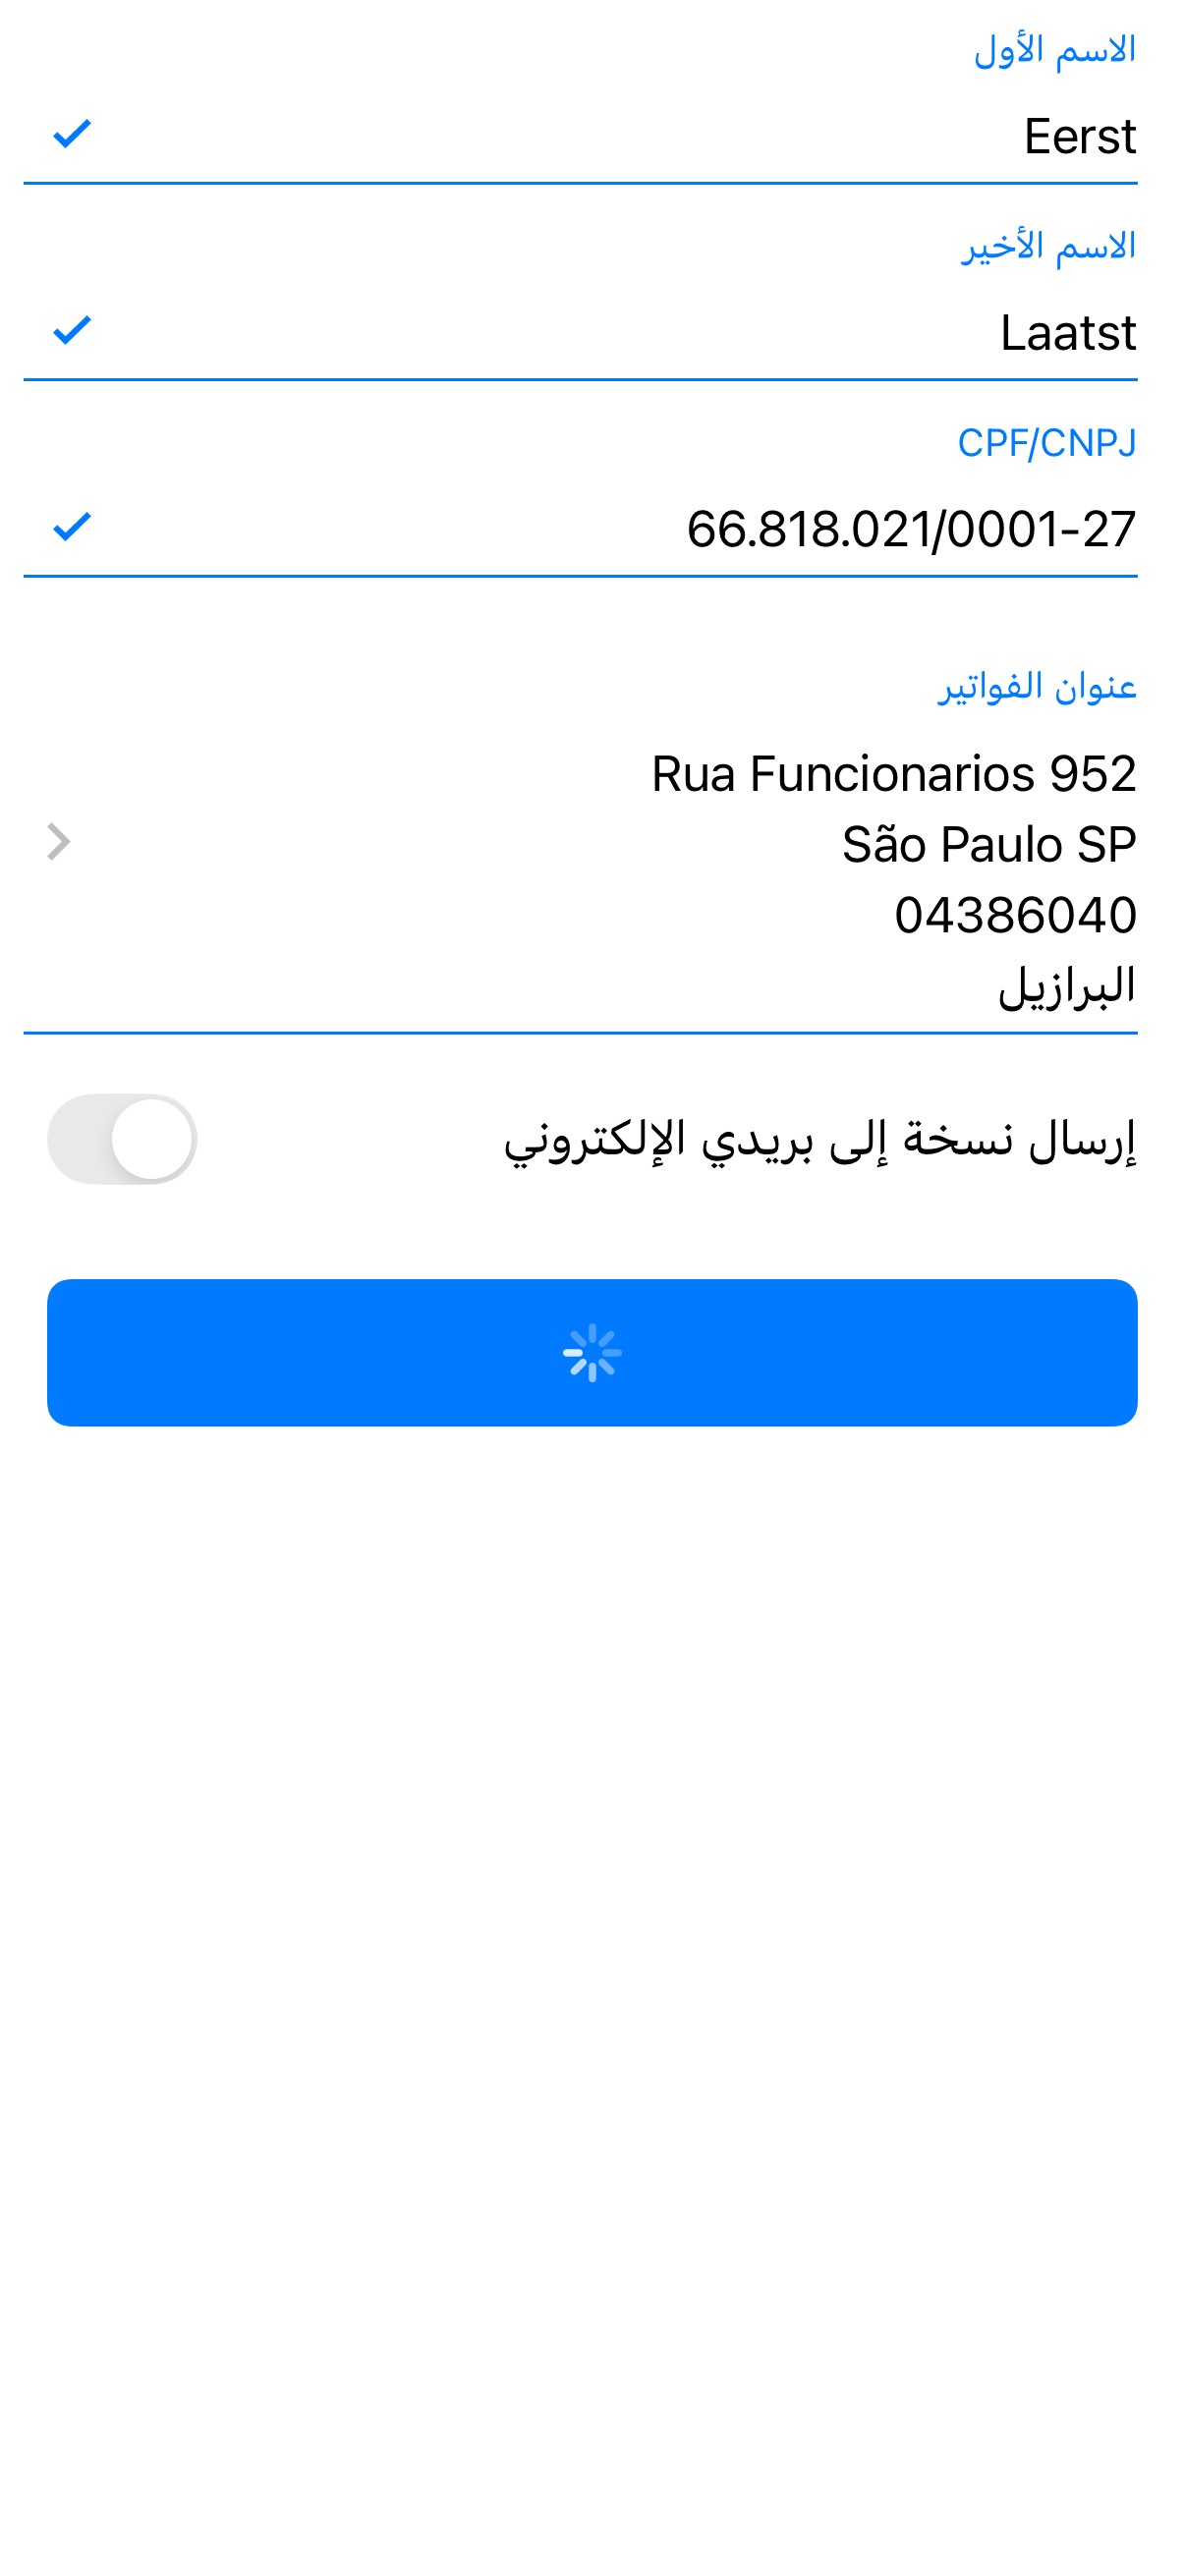 الاسم الأول
Eerst
الاسم الأخير
Laatst
CPF/CNPJ
66.818.021/0001-27
عنوان الفواتير
Rua Funcionarios 952
São Paulo SP
04386040
البرازيل
إرسال نسخة إلى بريدي الإلكتروني